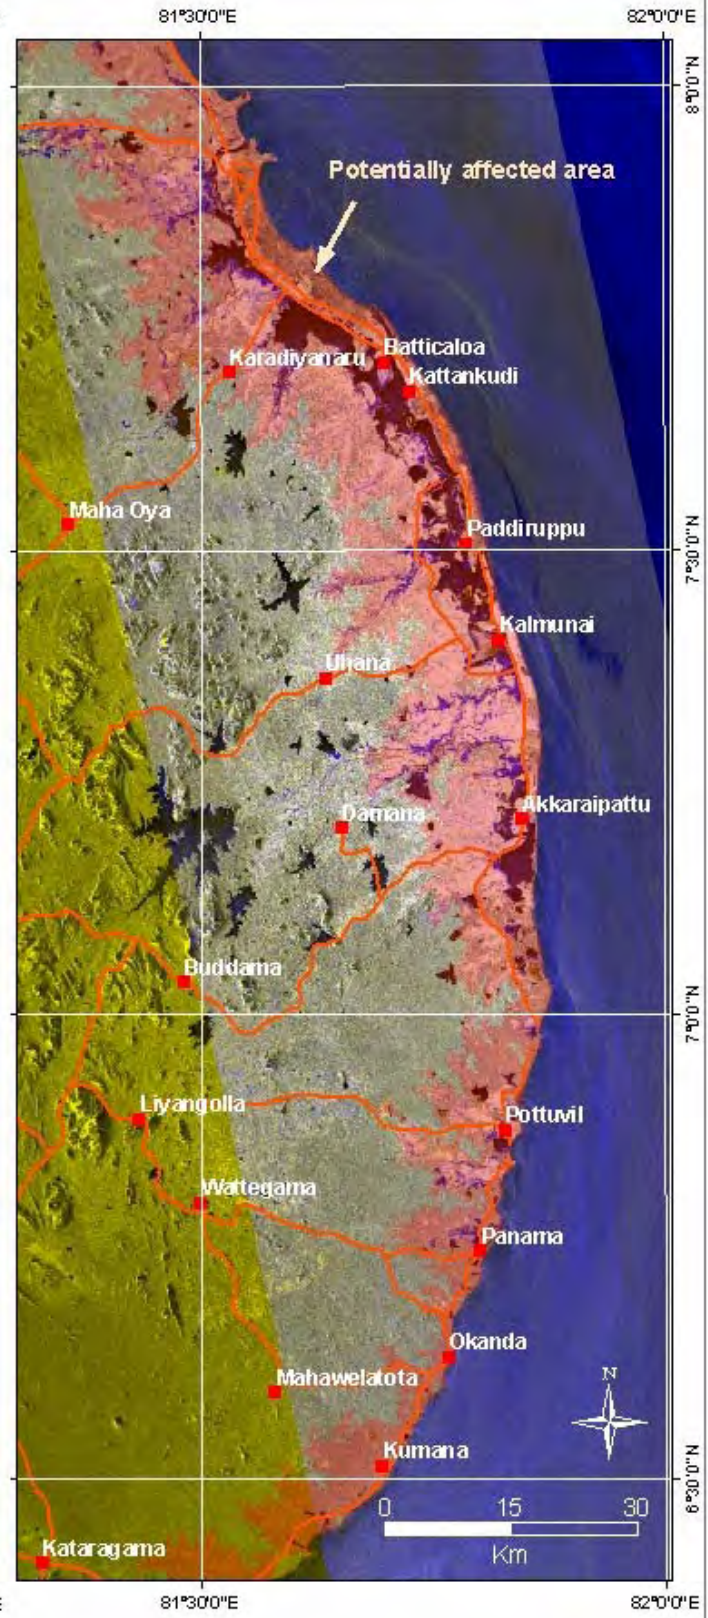 81°30'0"E 82°0'0"E
8°0'0"N
Potentially affected area
Batticaloa
Karadiyanaru
Kattankudi
Maha Oya
Paddiruppu
7°30'0"N
Kalmunai
Uhana
Akkaraipattu
Damana
Buddama
7°0'0"N
Liyangolla
Pottuvil
Wattegama
Panama
Okanda
N
Mahawelatota
Kumana
6°30'0"N
0 15 30
Km
Kataragama
81°30'0"E 82°0'0"E